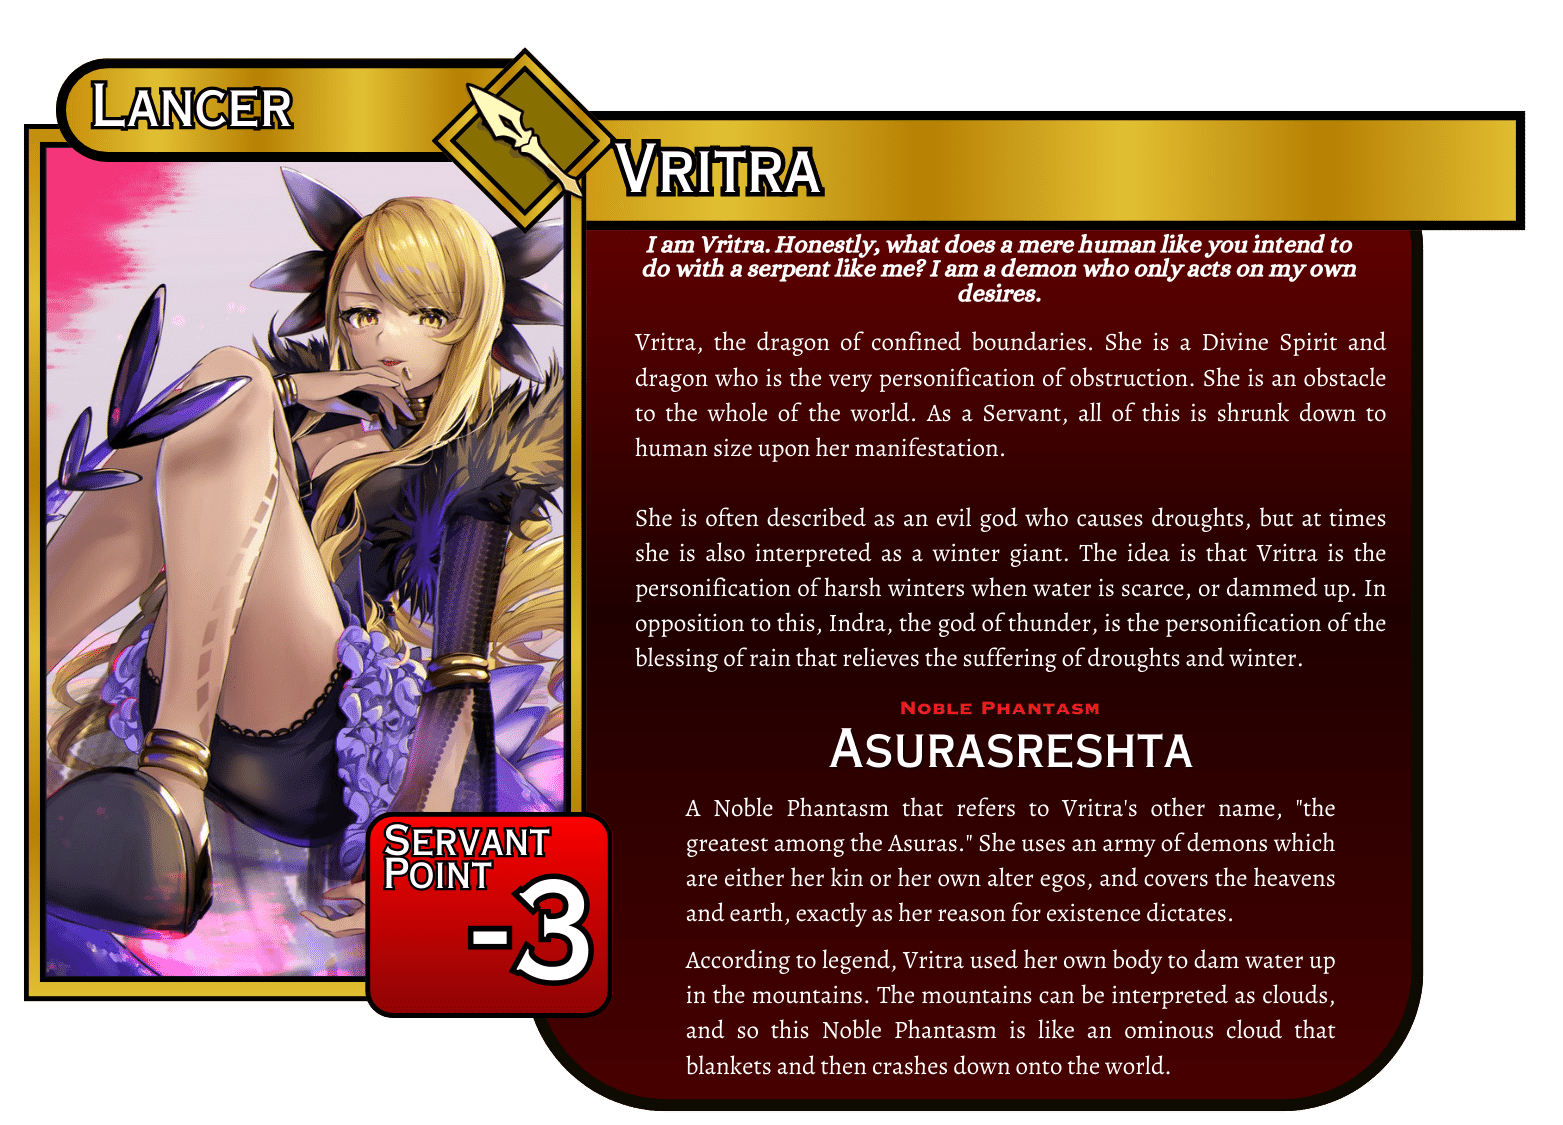 LANCER
VRITRA
I am Vritra. Honestly, what does a mere human like you intend to
do with a serpent like me? I am a demon who only acts on my own
desires.
Vritra, the dragon of confined boundaries. She is a Divine Spirit and
dragon who is the very personification of obstruction. She is an obstacle
to the whole of the world. As a Servant, all of this is shrunk down to
human size upon her manifestation.
She is often described as an evil god who causes droughts, but at times
she is also interpreted as a winter giant. The idea is that Vritra is the
personification of harsh winters when water is scarce, or dammed up. In
opposition to this, Indra, the god of thunder, is the personification of the
blessing of rain that relieves the suffering of droughts and winter.
NOBLE PHANTASM
ASURASRESHTA
A Noble Phantasm that refers to Vritra's other name, "the
greatest among the Asuras." She uses an army of demons which
are either her kin or her own alter egos, and covers the heavens
and earth, exactly as her reason for existence dictates.
According to legend, Vritra used her own body to dam water up
in the mountains. The mountains can be interpreted as clouds,
and so this Noble Phantasm is like an ominous cloud that
blankets and then crashes down onto the world.
SERVANT
POINT
-3